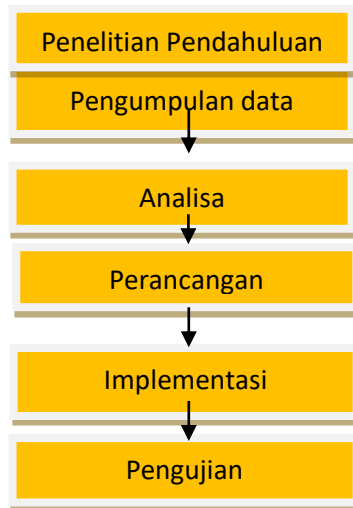 Penelitian Pendahuluan
Pengumpulan data
Analisa
Perancangan
Implementasi
Pengujian